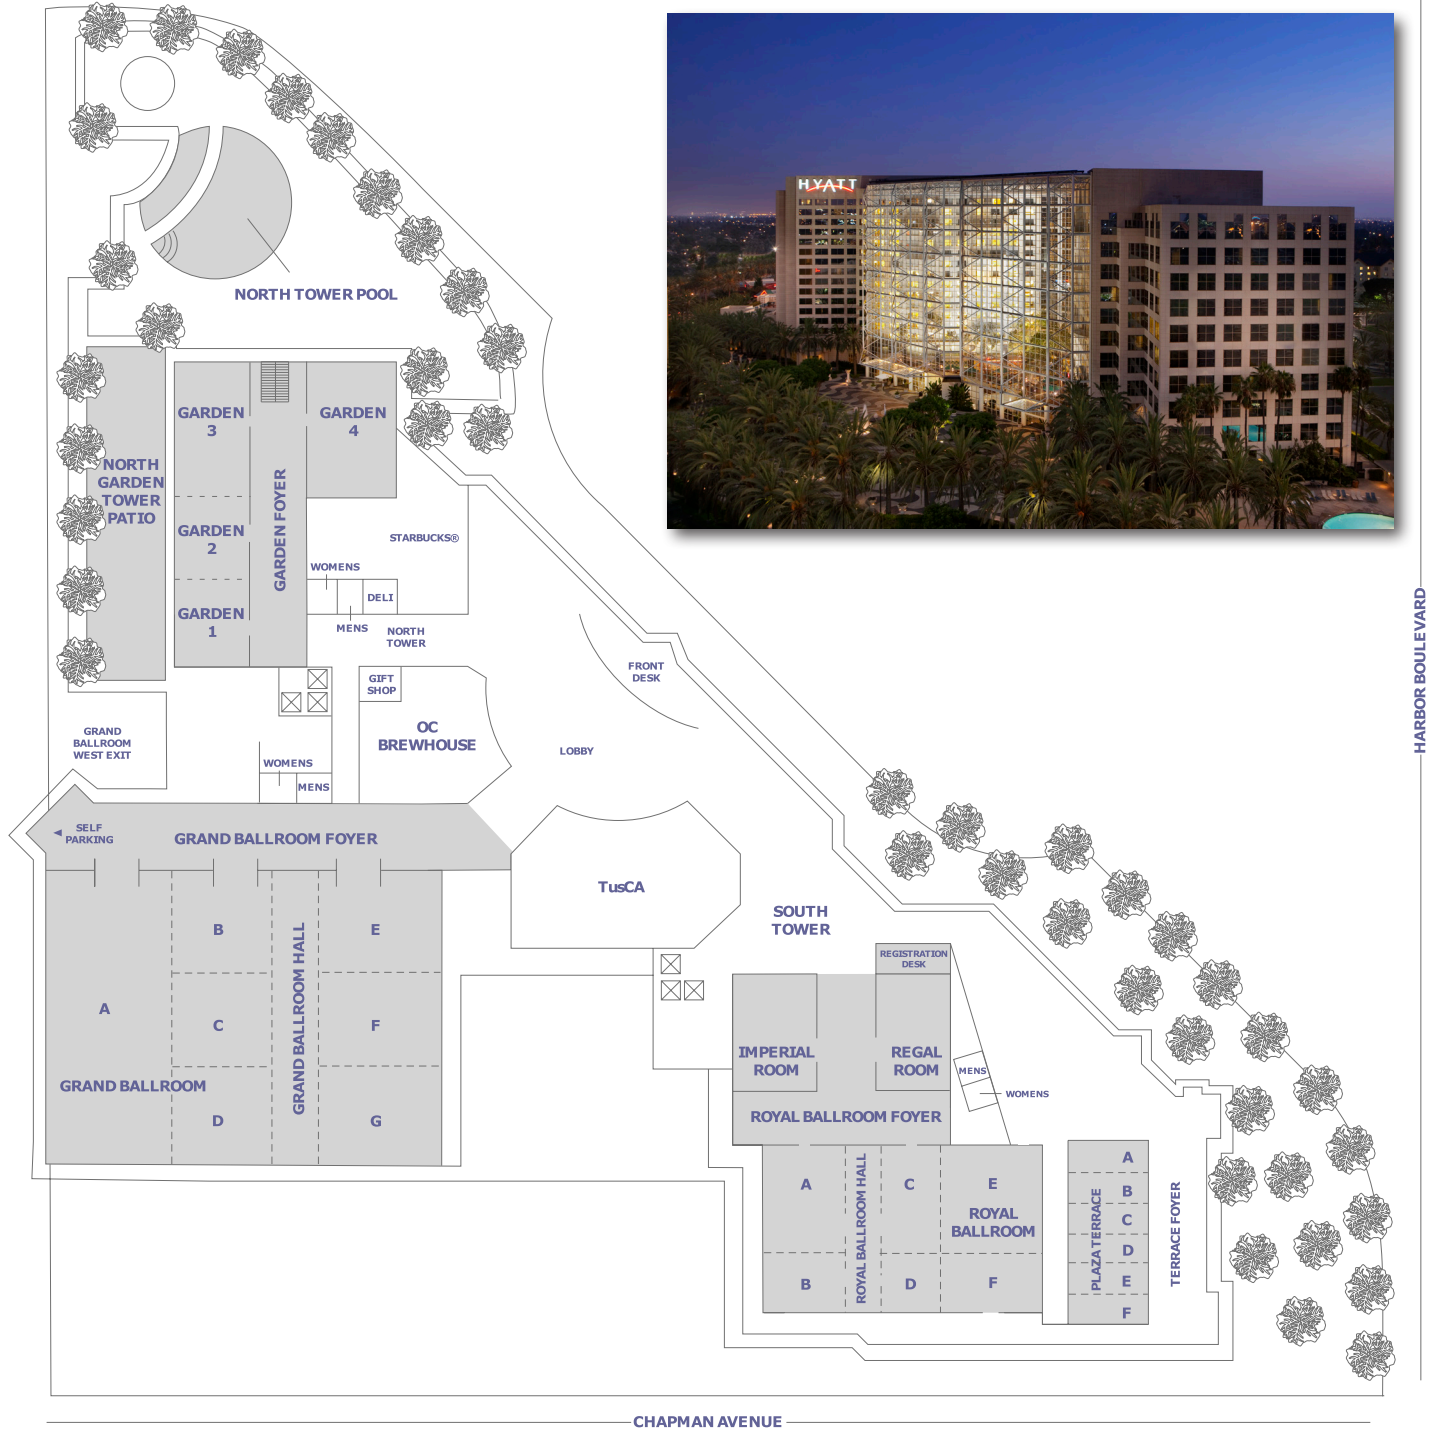 HYATT
NORTH TOWER POOL
GARDEN
3
GARDEN
4
NORTH
GARDEN
TOWER
PATIO
GARDEN FOYER
GARDEN
2
STARBUCKS®
WOMENS
DELI
GARDEN
1
MENS
NORTH
TOWER
FRONT
DESK
GIFT
SHOP
HARBOR BOULEVARD
GRAND
BALLROOM
WEST EXIT
OC
BREWHOUSE
LOBBY
WOMENS
MENS
SELF
PARKING
GRAND BALLROOM FOYER
TusCA
SOUTH
TOWER
A
GRAND BALLROOM
B
C
D
GRAND BALLROOM HALL
E
F
G
REGISTRATION
DESK
IMPERIAL
ROOM
REGAL
ROOM
MENS
WOMENS
ROYAL BALLROOM FOYER
A
B
ROYAL BALLROOM HALL
C
D
E
ROYAL
BALLROOM
F
PLAZA TERRACE
A
B
C
D
E
F
TERRACE FOYER
CHAPMAN AVENUE